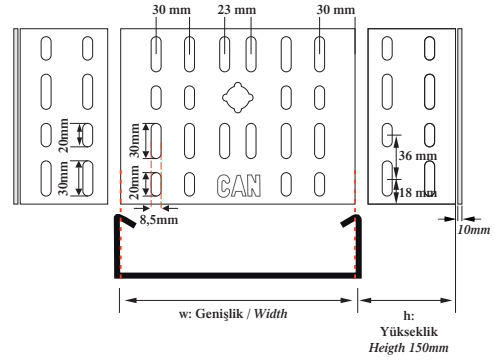 30 mm
23 mm
30 mm
20mm
30mm
30mm
20mm
8,5mm
CAN
36 mm
18 mm
10mm
w: Genişlik / Width
h:
Yükseklik
Heigth 150mm